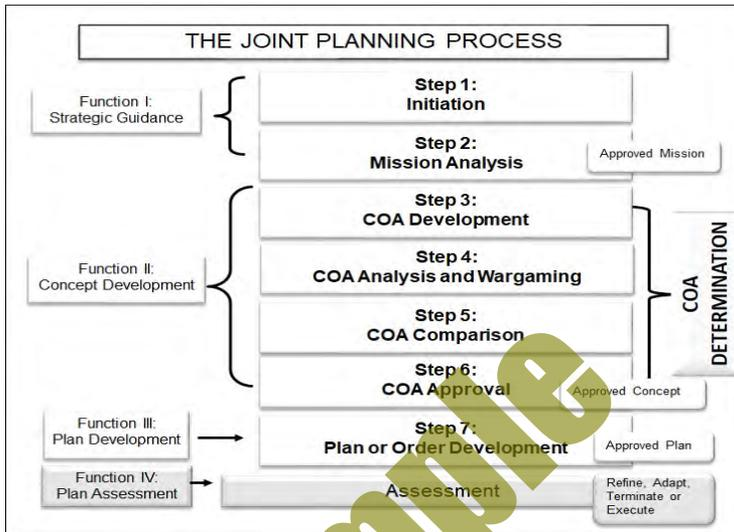 THE JOINT PLANNING PROCESS
Function I:
Strategic Guidance
Step 1:
Initiation
Step 2:
Mission Analysis
Approved Mission
Function II:
Concept Development
Step 3:
COA Development
Step 4:
COA Analysis and Wargaming
Step 5:
COA Comparison
Step 6:
COA Approval
Approved Concept
COA
DETERMINATION
Function III:
Plan Development
Step 7:
Plan or Order Development
Approved Plan
Function IV:
Plan Assessment
Assessment
Refine, Adapt,
Terminate or
Execute